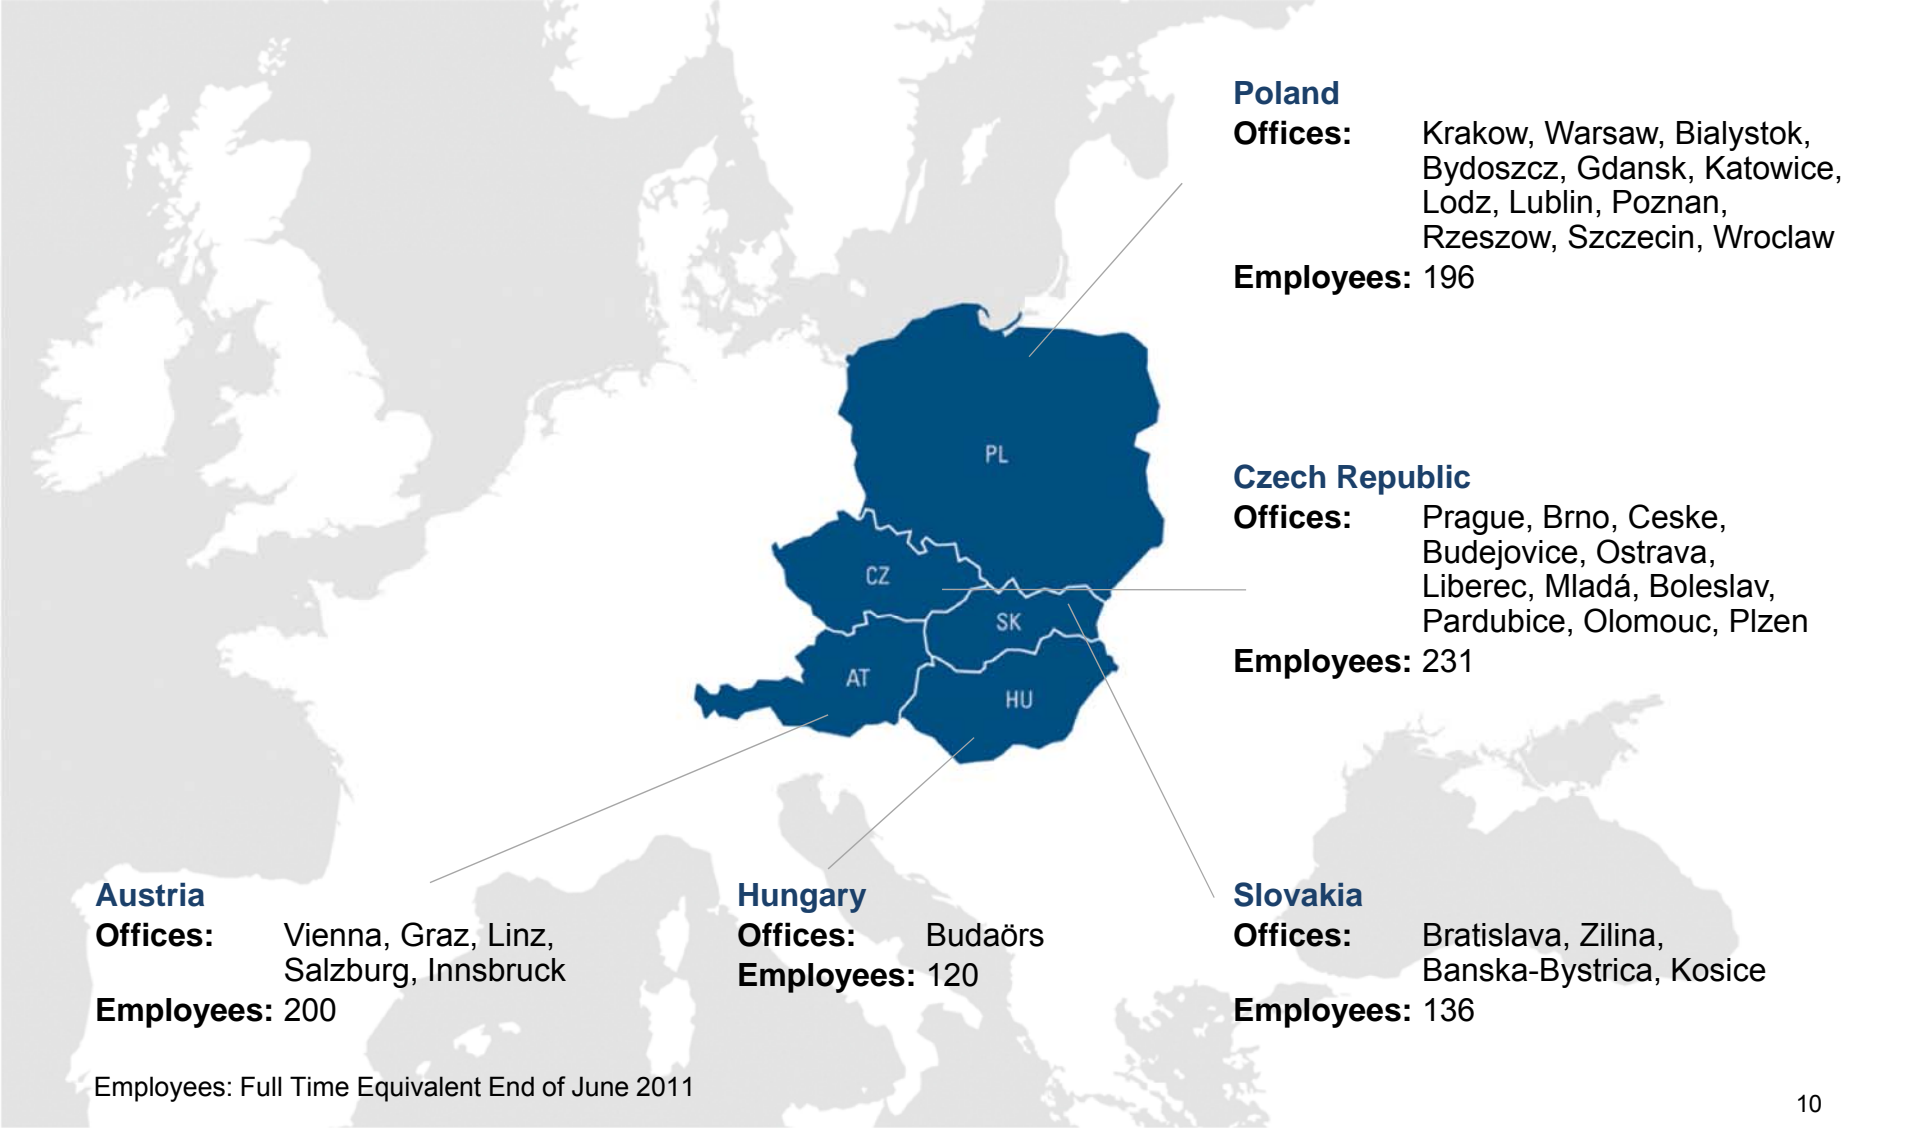 Poland
Offices: Krakow, Warsaw, Bialystok,
Bydoszcz, Gdansk, Katowice,
Lodz, Lublin, Poznan,
Rzeszow, Szczecin, Wroclaw
Employees: 196
PL
CZ
SK
AT
HU
Czech Republic
Offices: Prague, Brno, Ceske,
Budejovice, Ostrava,
Liberec, Mladá, Boleslav,
Pardubice, Olomouc, Plzen
Employees: 231
Austria
Offices: Vienna, Graz, Linz,
Salzburg, Innsbruck
Employees: 200
Hungary
Offices: Budaörs
Employees: 120
Slovakia
Offices: Bratislava, Zilina,
Banska-Bystrica, Kosice
Employees: 136
Employees: Full Time Equivalent End of June 2011
10